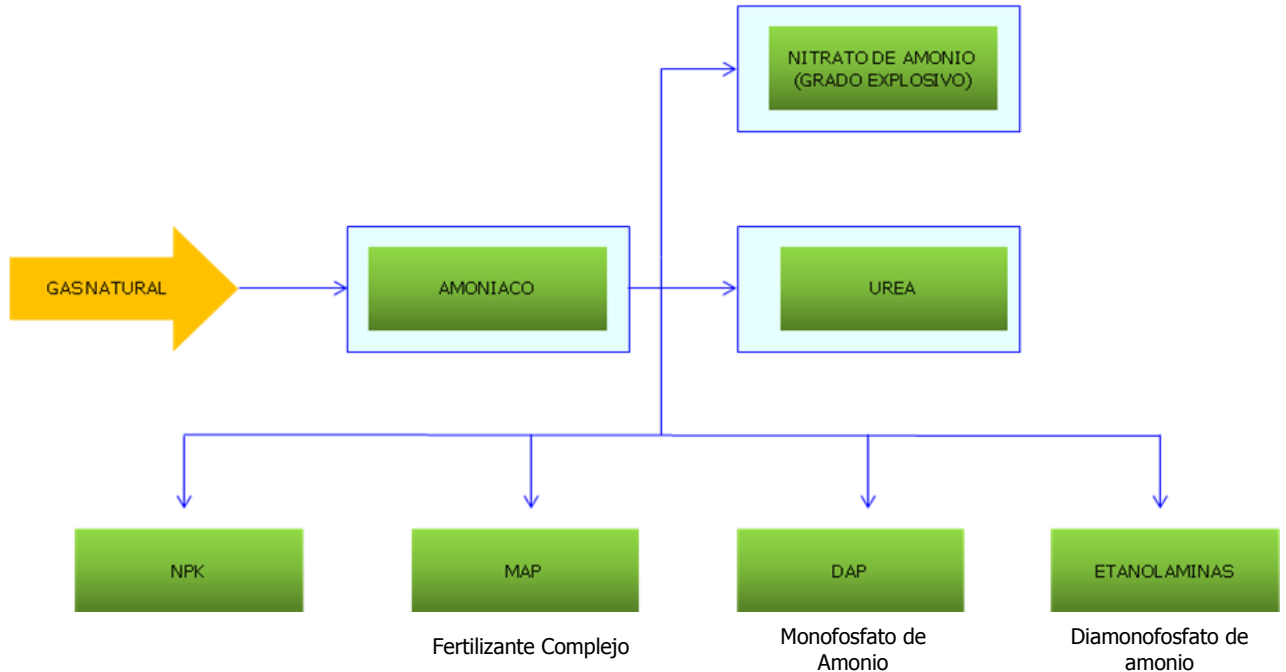 NITRATO DE AMONIO
(GRADO EXPLOSIVO)
GAS NATURAL
AMONIACO
UREA
NPK
MAP
DAP
ETANOLAMINAS
Fertilizante Complejo
Monofosfato de
Amonio
Diamonofosfato de
amonio